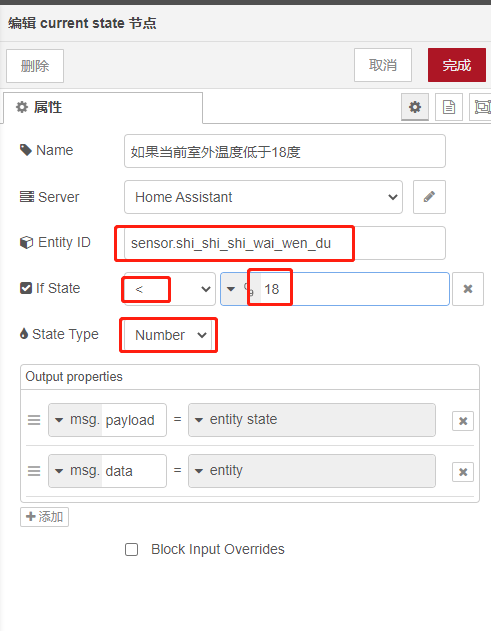 编辑 current state 节点
删除
取消
完成
属性
Name
如果当前室外温度低于18度
Server
Home Assistant
Entity ID
sensor.shi_shi_shi_wai_wen_du
If State
<
18
State Type
Number
Output properties
msg. payload = entity state
msg. data = entity
添加
Block Input Overrides